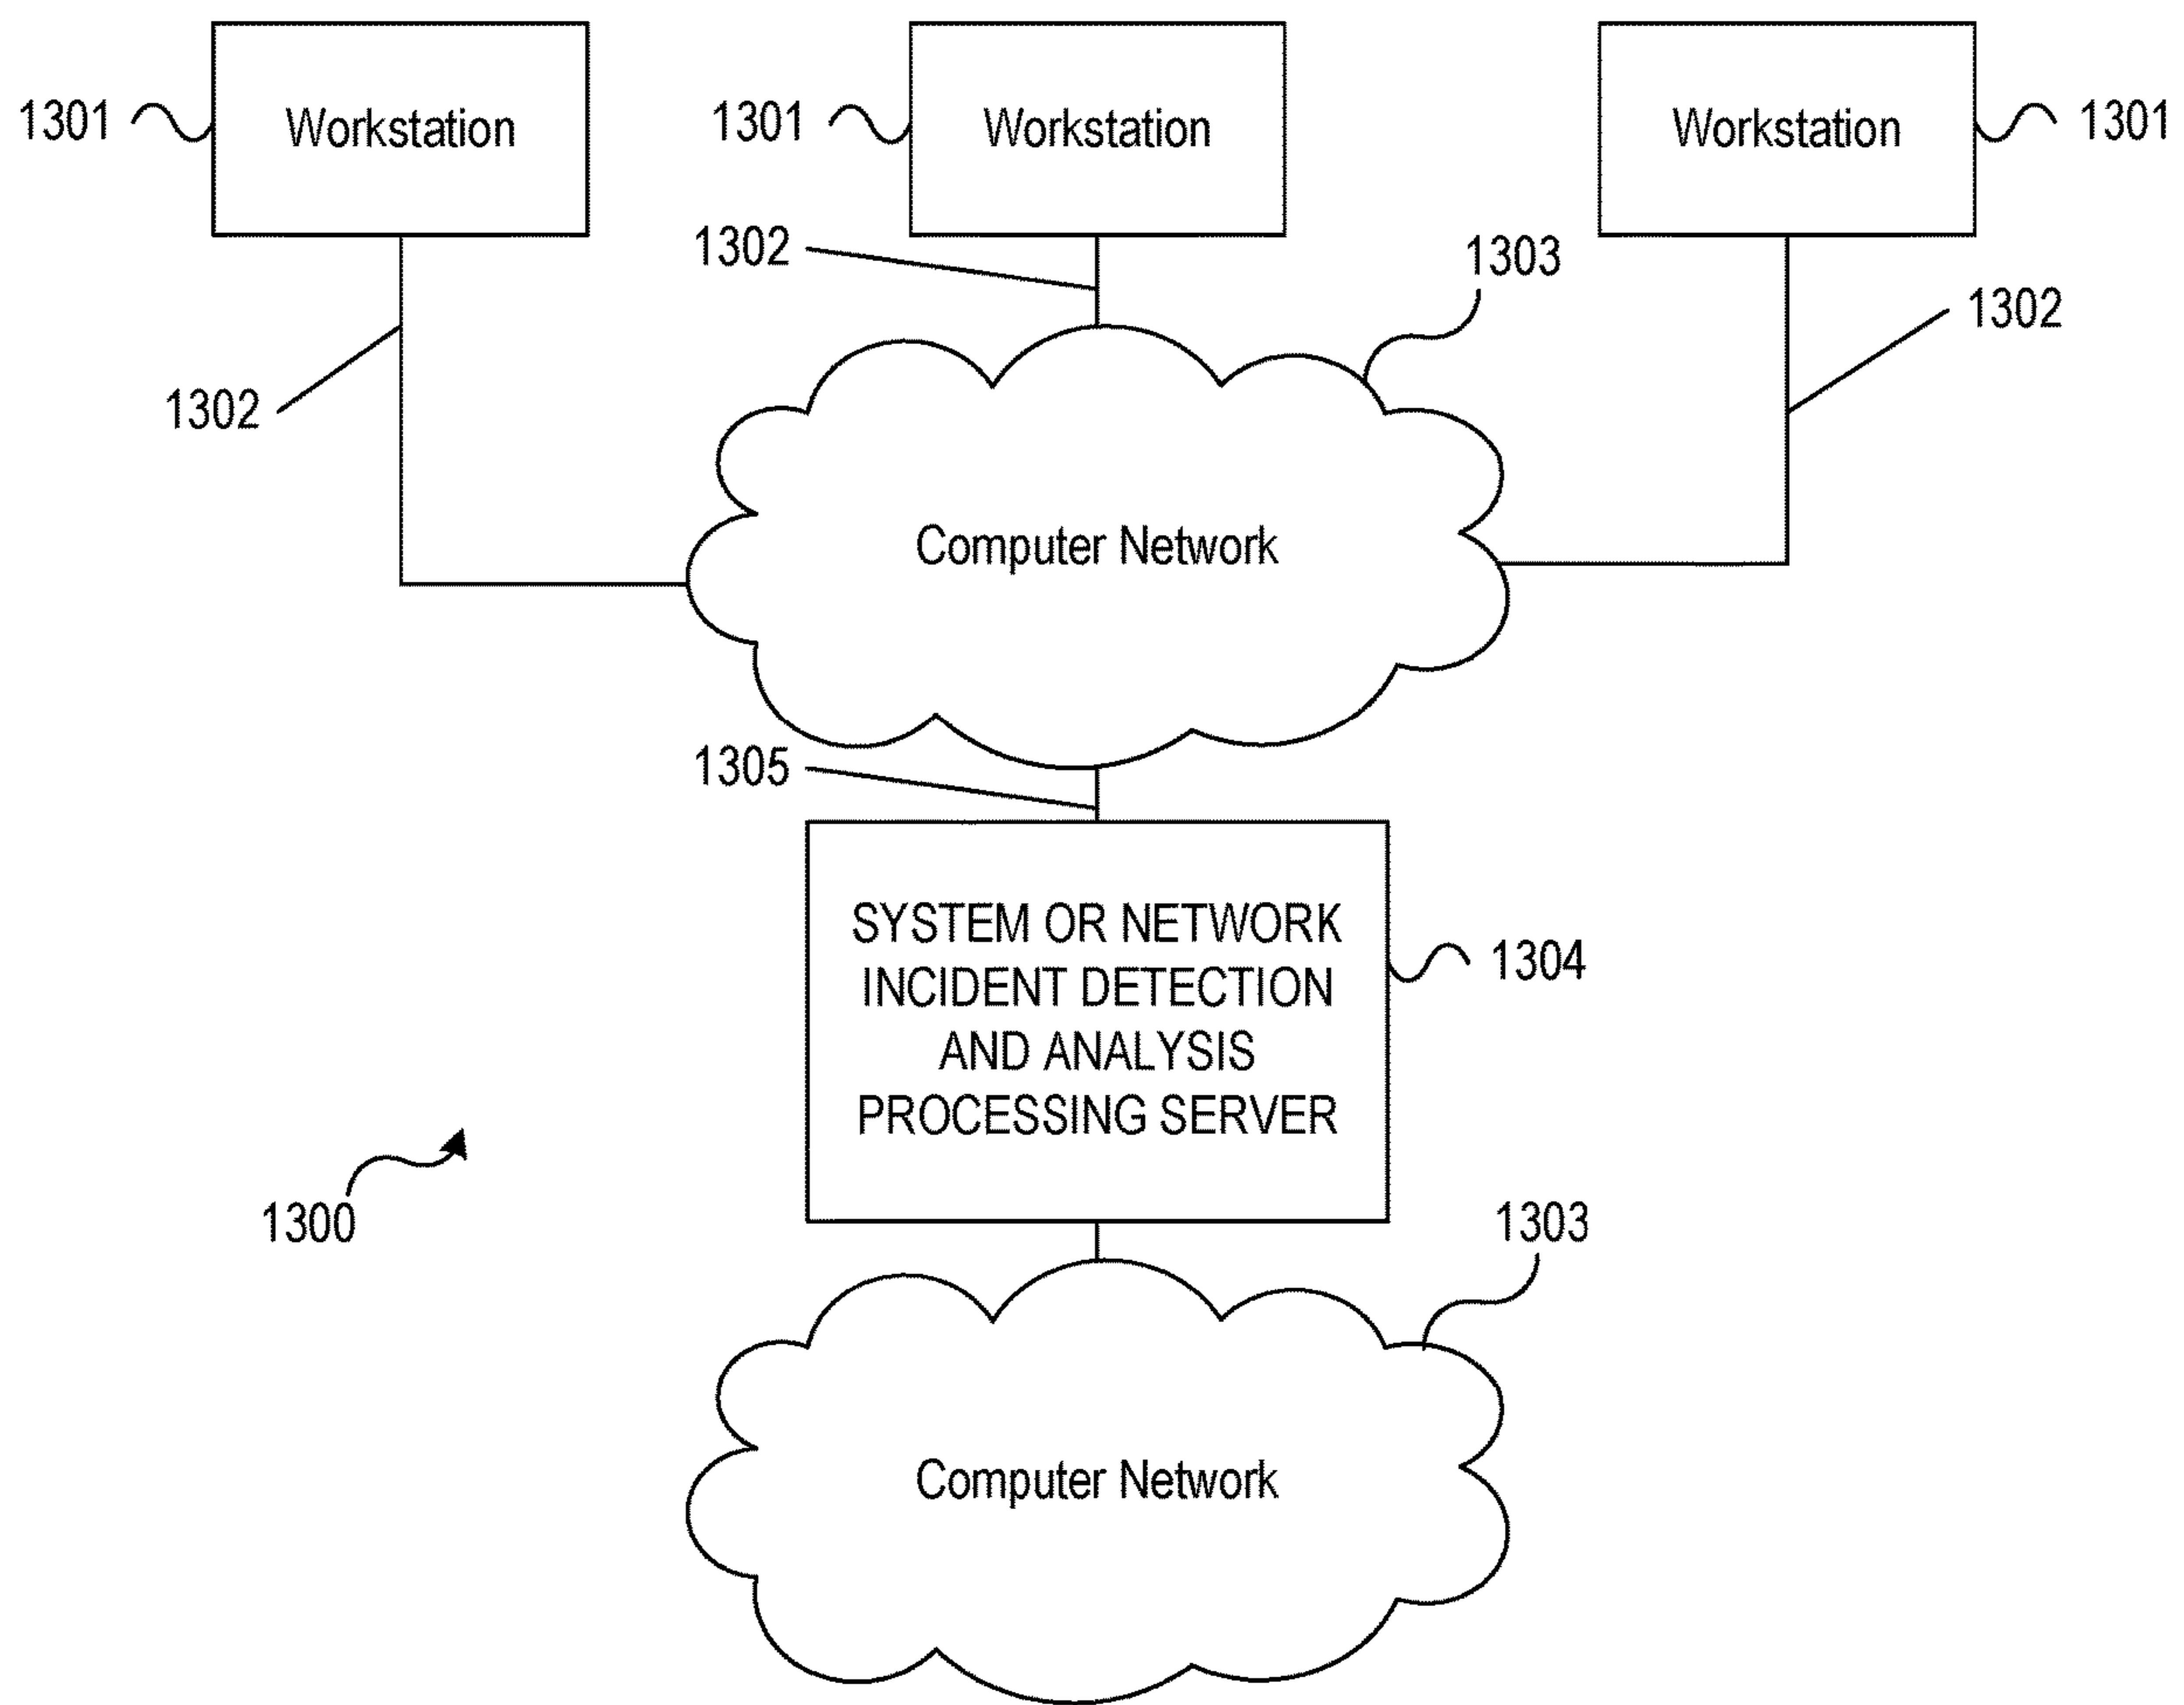 1301
Workstation
1301
Workstation
Workstation
1301
1302
1303
1302
1302
Computer Network
1305
SYSTEM OR NETWORK
INCIDENT DETECTION
AND ANALYSIS
PROCESSING SERVER
1304
1300
1303
Computer Network